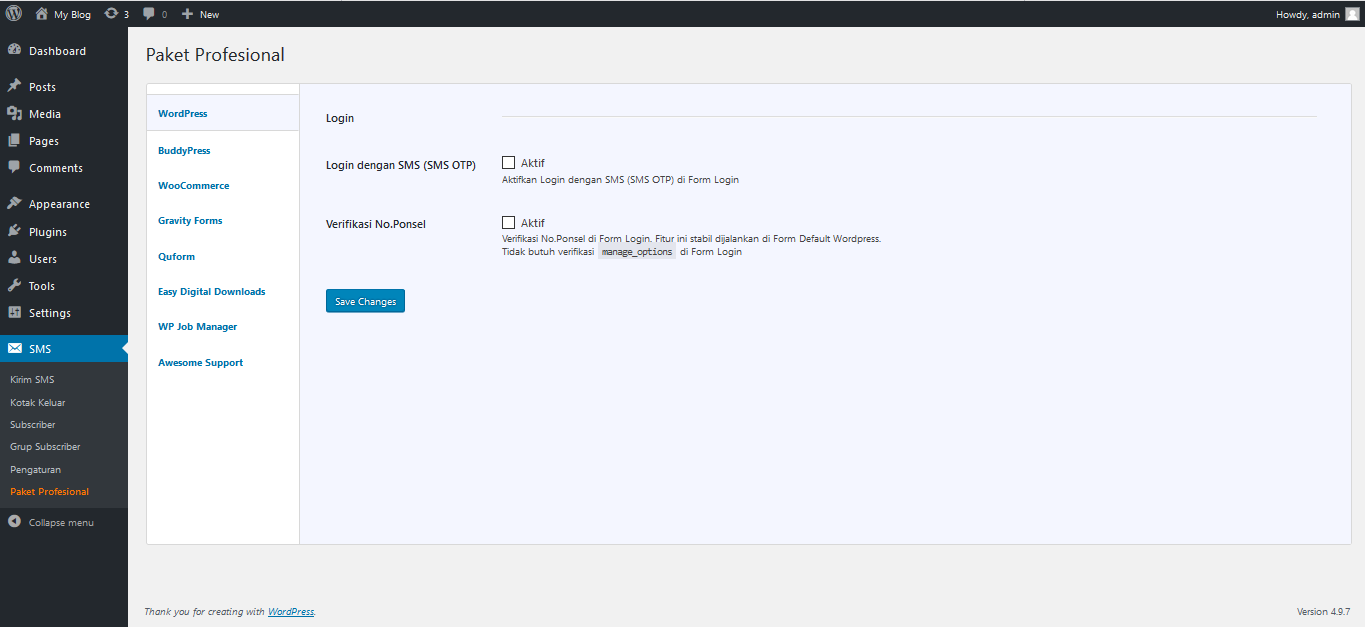 My Blog 3 0 New Howdy, admin
Dashboard
Posts
Media
Pages
Comments
Appearance
Plugins
Users
Tools
Settings
SMS
Kirim SMS
Kotak Keluar
Subscriber
Grup Subscriber
Pengaturan
Paket Profesional
Collapse menu
Paket Profesional
WordPress
BuddyPress
WooCommerce
Gravity Forms
Quform
Easy Digital Downloads
WP Job Manager
Awesome Support
Login
Login dengan SMS (SMS OTP) Aktif
Aktifkan Login dengan SMS (SMS OTP) di Form Login
Verifikasi No.Ponsel Aktif
Verifikasi No.Ponsel di Form Login. Fitur ini stabil dijalankan di Form Default Wordpress.
Tidak butuh verifikasi manage_options di Form Login
Save Changes
Thank you for creating with WordPress. Version 4.9.7